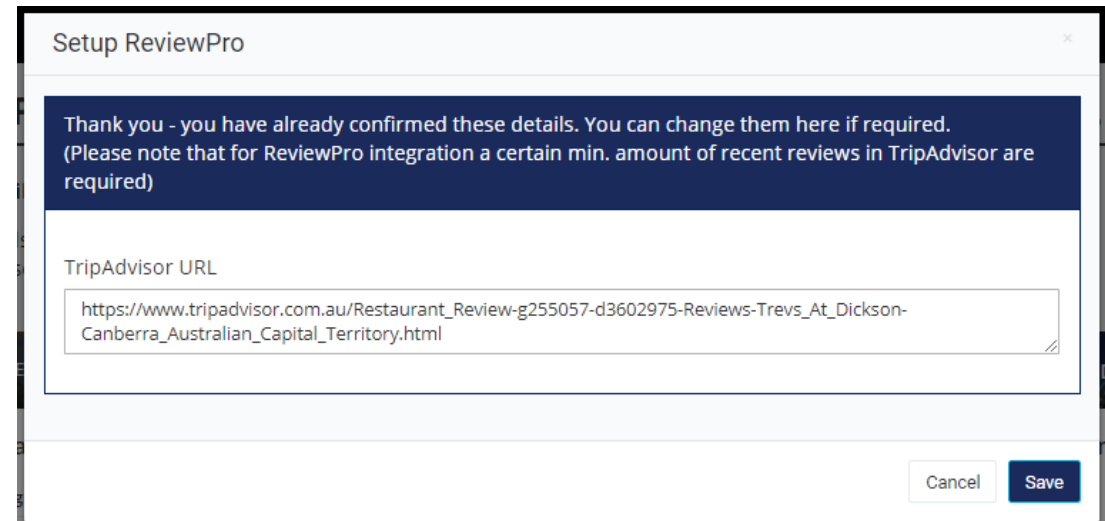 Setup ReviewPro
×
Thank you - you have already confirmed these details. You can change them here if required.
(Please note that for ReviewPro integration a certain min. amount of recent reviews in TripAdvisor are
required)
TripAdvisor URL
https://www.tripadvisor.com.au/Restaurant_Review-g255057-d3602975-Reviews-Trevs_At_Dickson-
Canberra_Australian_Capital_Territory.html
Cancel Save